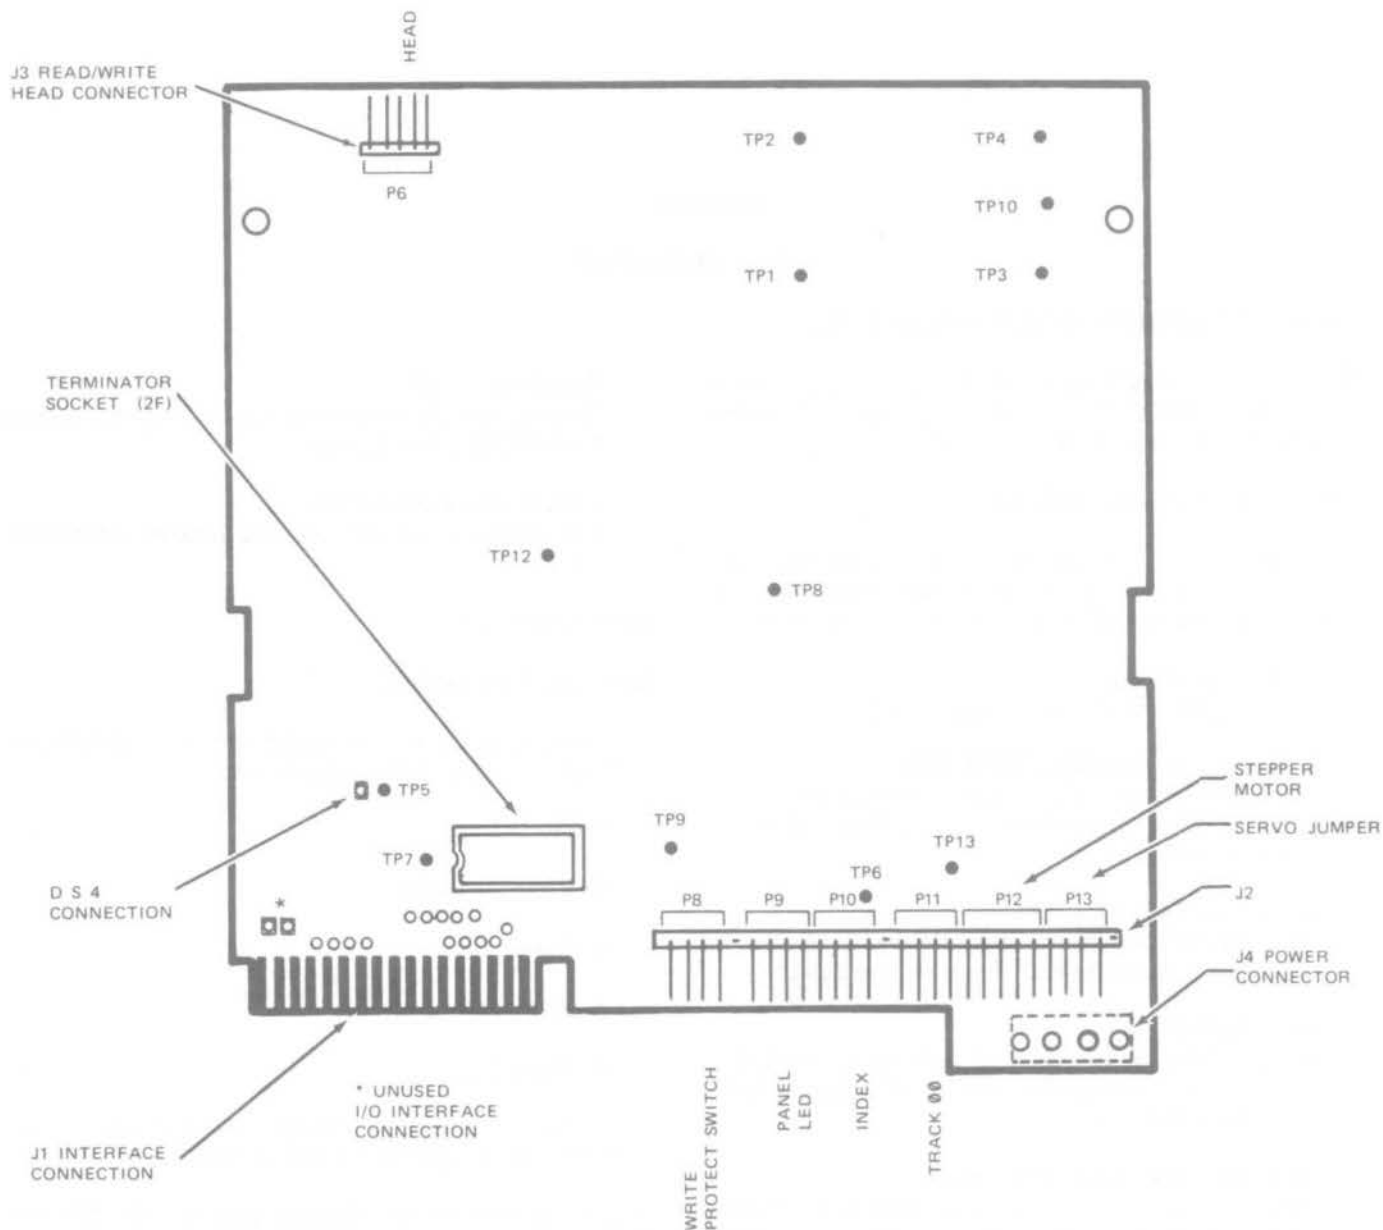 HEAD
J3 READ/WRITE
HEAD CONNECTOR
P6
TP2
TP4
TP10
TP1
TP3
TERMINATOR
SOCKET (2F)
TP12
TP8
STEPPER
MOTOR
SERVO JUMPER
J2
J4 POWER
CONNECTOR
TP5
TP7
TP9
TP6
TP13
D S 4
CONNECTION
*
P8
P9
P10
P11
P12
P13
* UNUSED
I/O INTERFACE
CONNECTION
J1 INTERFACE
CONNECTION
WRITE
PROTECT SWITCH
PANEL
LED
INDEX
TRACK 00